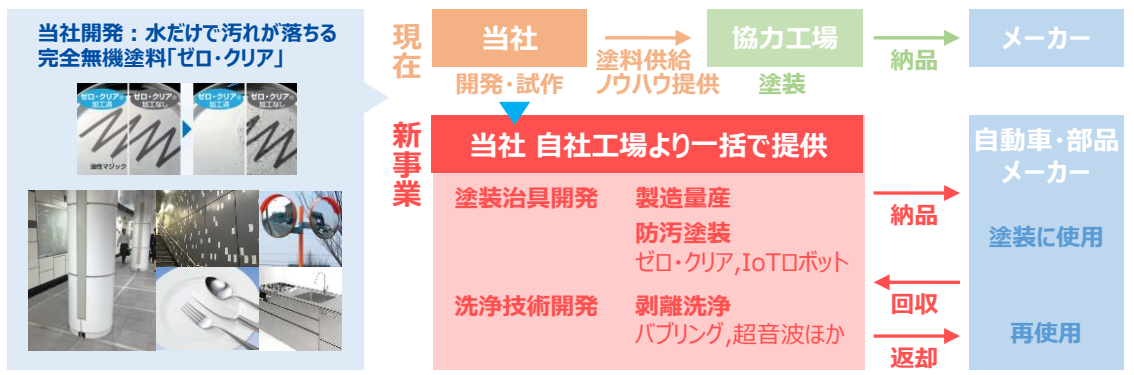 当社開発：水だけで汚れが落ちる
完全無機塗料「ゼロ・クリア」
ゼロ・クリア®加工済
ゼロ・クリア®加工なし
ゼロ・クリア®加工済
ゼロ・クリア®加工なし
油性マジック
現在
当社
開発・試作
塗料供給
ノウハウ提供
協力工場
塗装
納品
メーカー
新事業
当社 自社工場より一括で提供
塗装治具開発
製造量産
防汚塗装
ゼロ・クリア,IoTロボット
洗浄技術開発
剥離洗浄
バブリング,超音波ほか
納品
回収
返却
自動車・部品
メーカー
塗装に使用
再使用